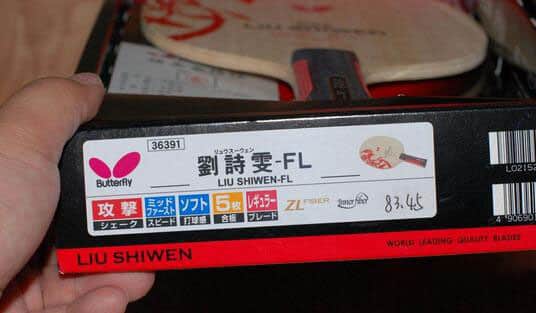 LIU SHIWEN
36391
リュウスーウェン
劉詩雯-FL
LIU SHIWEN-FL
Butterfly
攻撃
シェーク
ミッド
ファースト
スピード
ソフト
打球感
5枚
合板
レギュラー
ブレード
ZL FIBER
Innerfiber
83.45
LIU SHIWEN
WORLD LEADING QUALITY BLADES